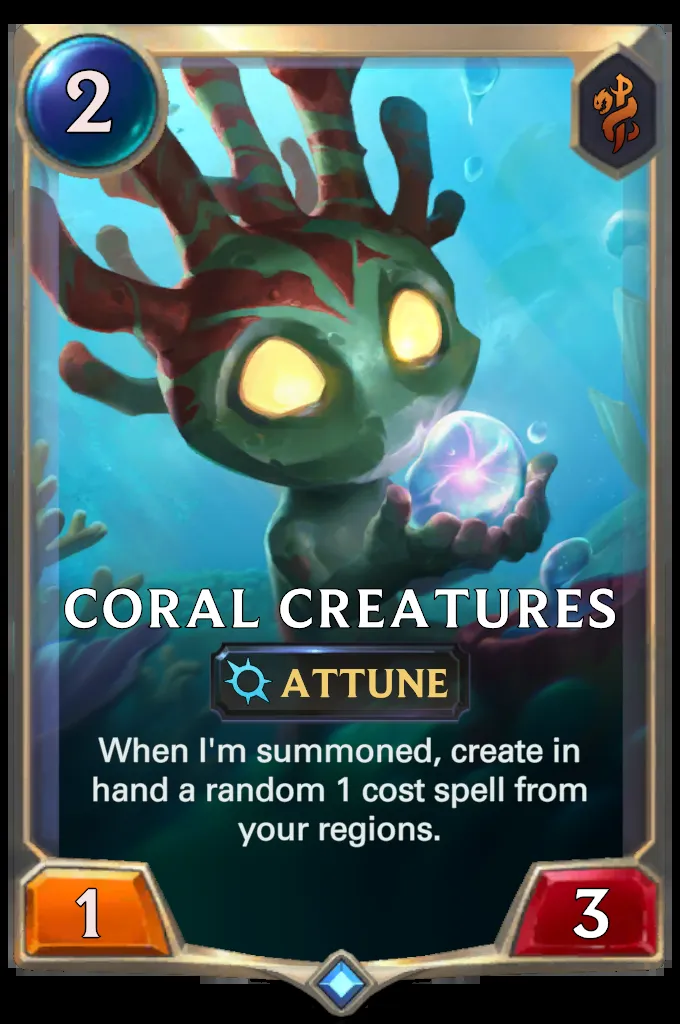 2
CORAL CREATURES
ATTUNE
When I'm summoned, create in
hand a random 1 cost spell from
your regions.
1
3